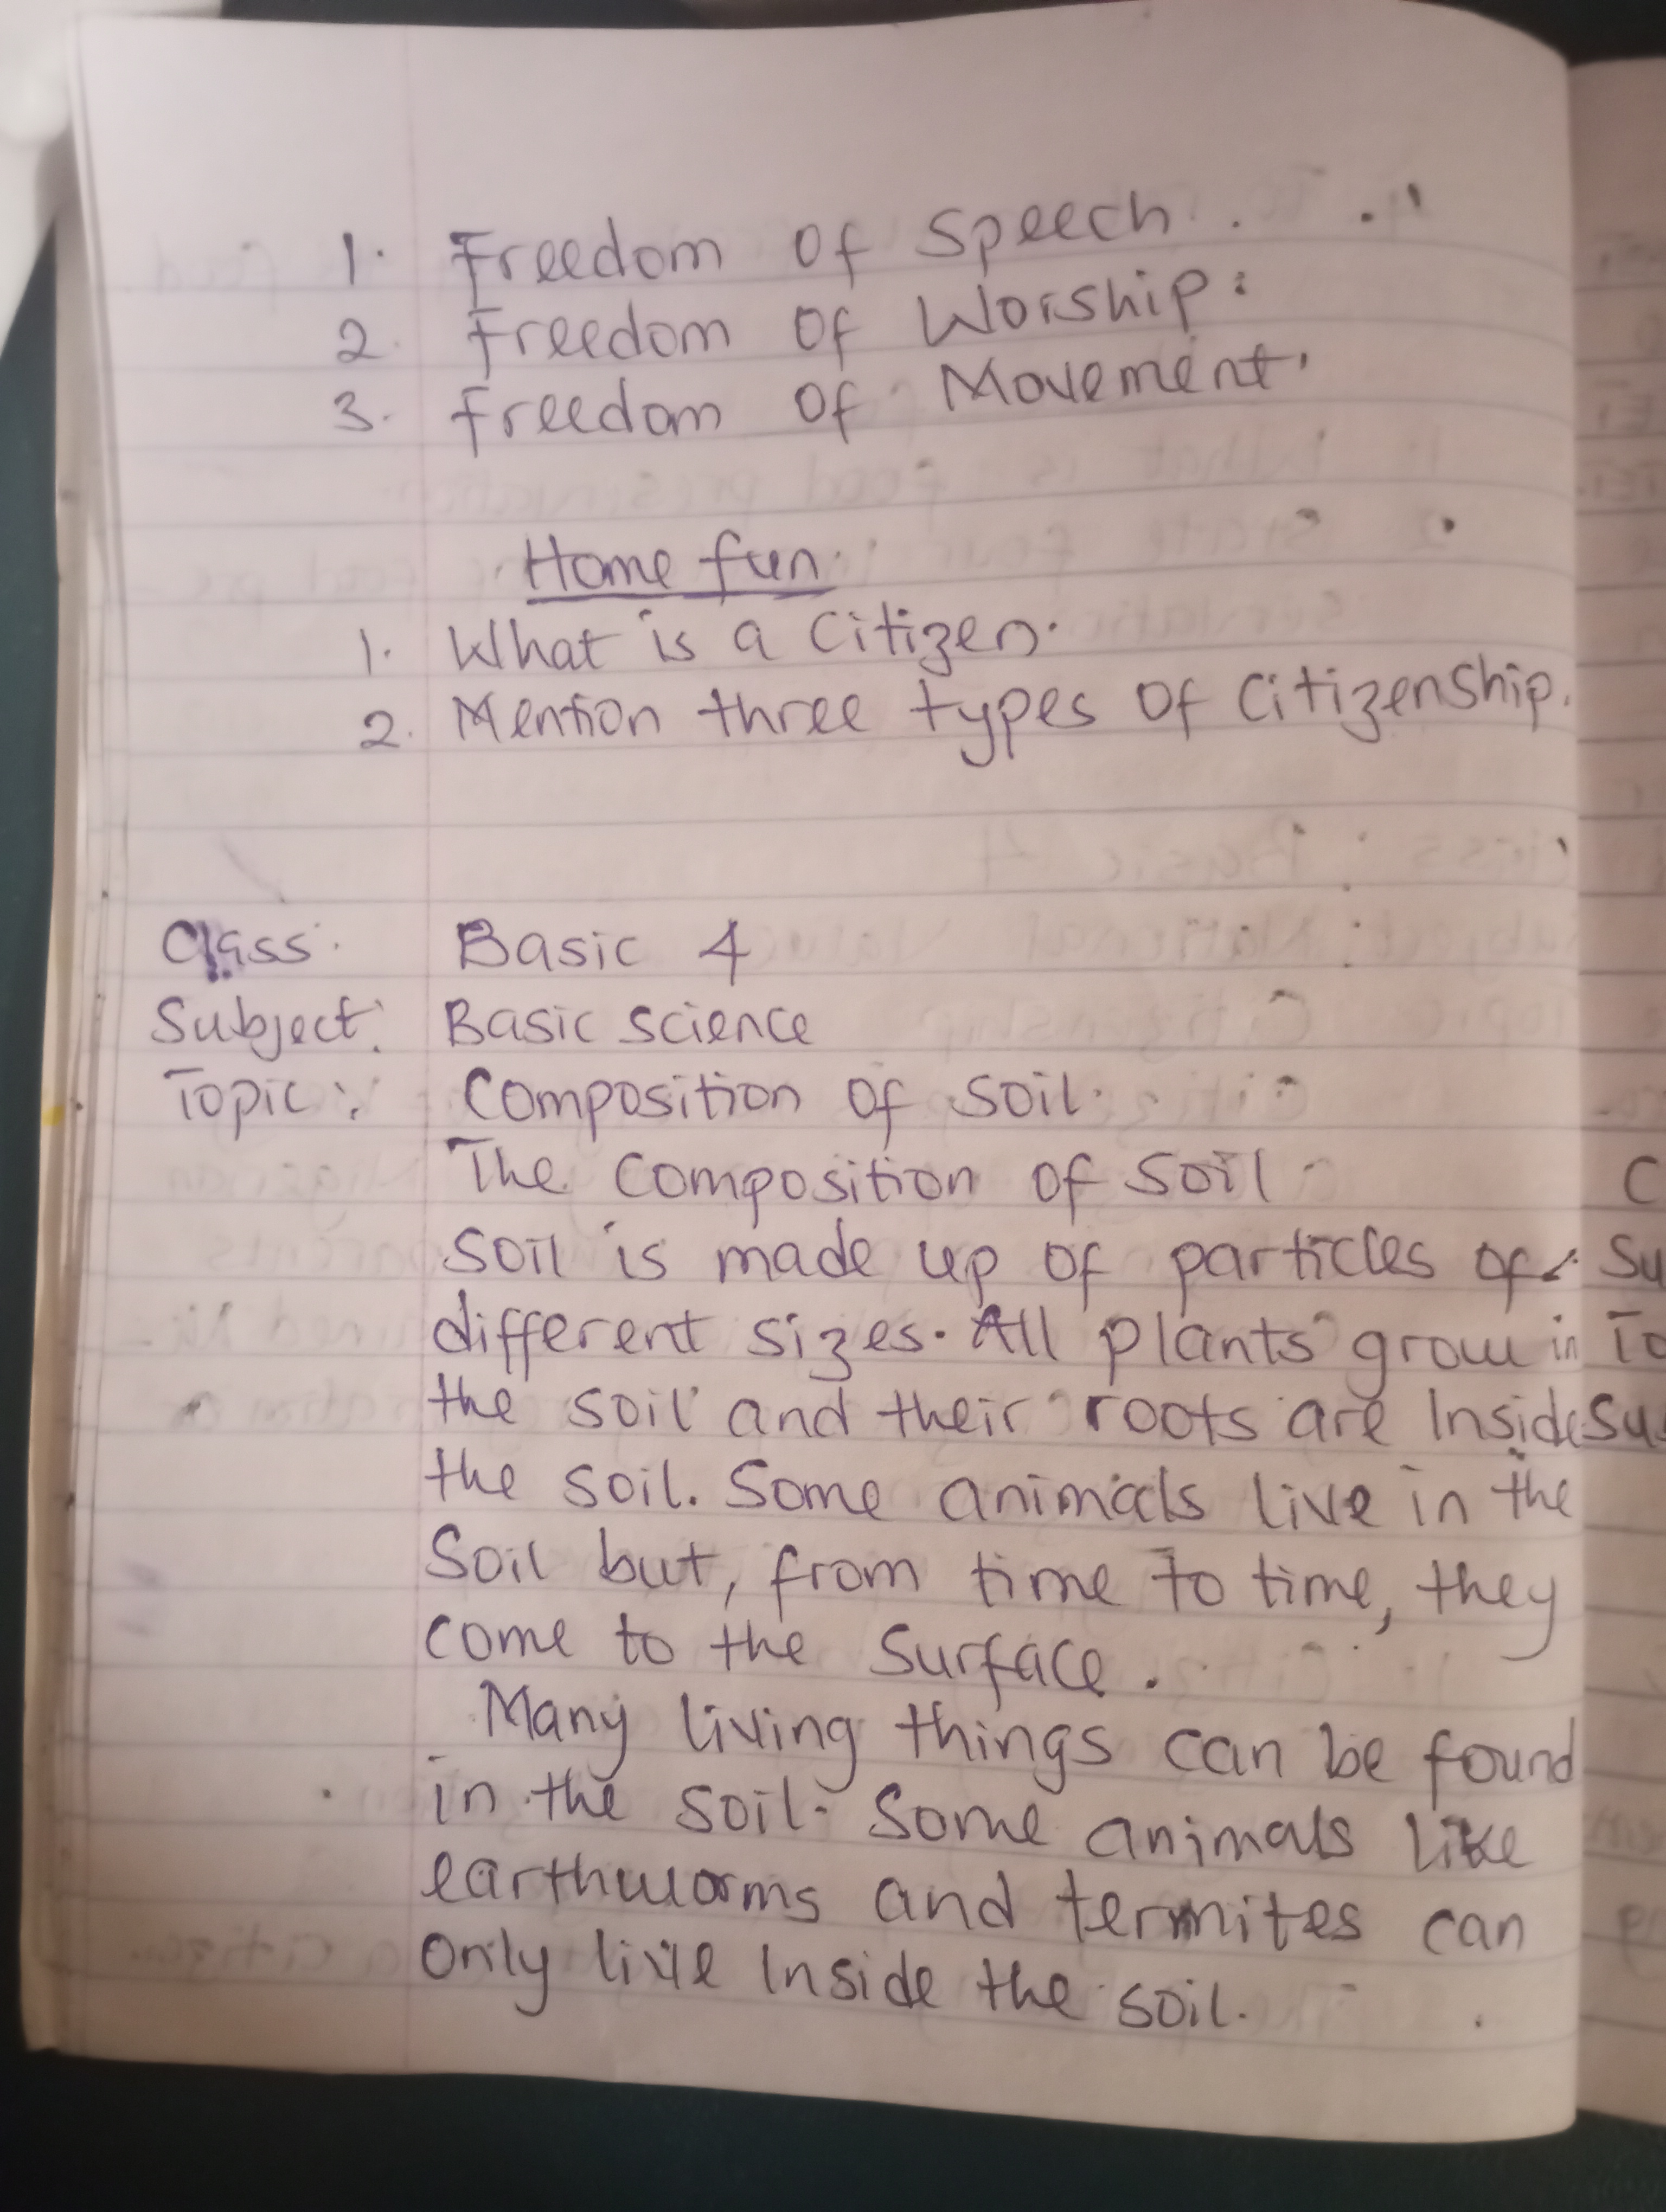 1. Freedom of speech.
2. Freedom of Worship:
3. Freedom of Movement.
Home fun.
1. What is a Citizen.
2. Mention three types of Citizenship.
Class: Basic 4
Subject: Basic science
Topic: Composition of soil.
The composition of soil
Soil is made up of particles of
different sizes. All plants grow in
the soil and their roots are Inside
the soil. Some animals live in the
Soil but, from time to time, they
come to the surface.
Many living things can be found
in the soil. Some animals like
earthworms and termites can
only live Inside the soil.